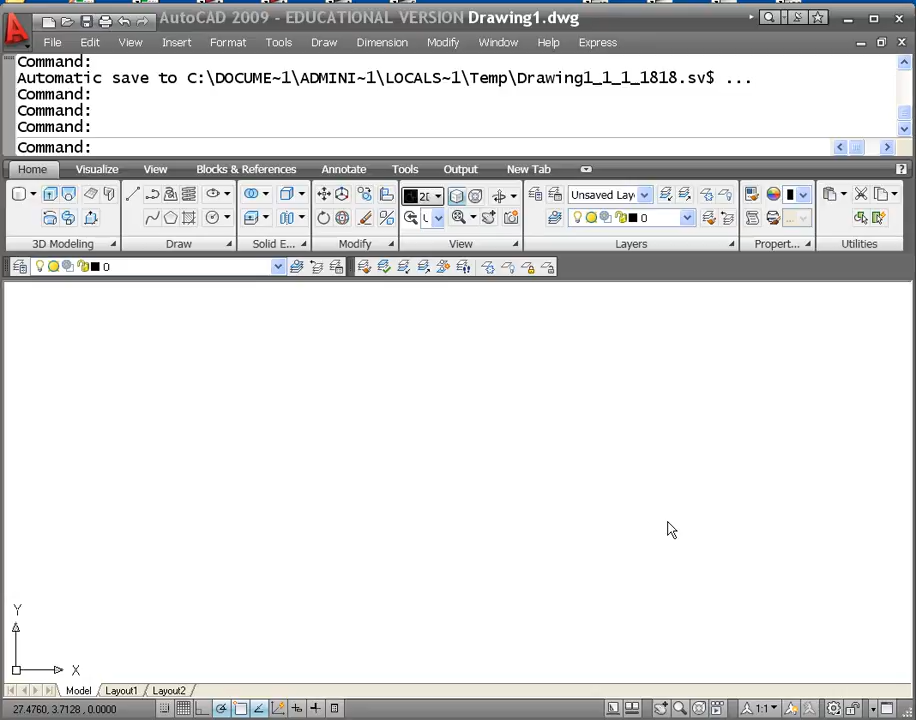 AutoCAD 2009 - EDUCATIONAL VERSION Drawing1.dwg
File Edit View Insert Format Tools Draw Dimension Modify Window Help Express
Command:
Automatic save to C:\DOCUME~1\ADMINI~1\LOCALS~1\Temp\Drawing1_1_1_1818.sv$ ...
Command:
Command:
Command:
Command:
Home Visualize View Blocks & References Annotate Tools Output New Tab
Unsaved Lay
0
3D Modeling Draw Solid E... Modify View Layers Propert... Utilities
0
Y
X
Model Layout1 Layout2
27.4760, 3.7128, 0.0000 1:1